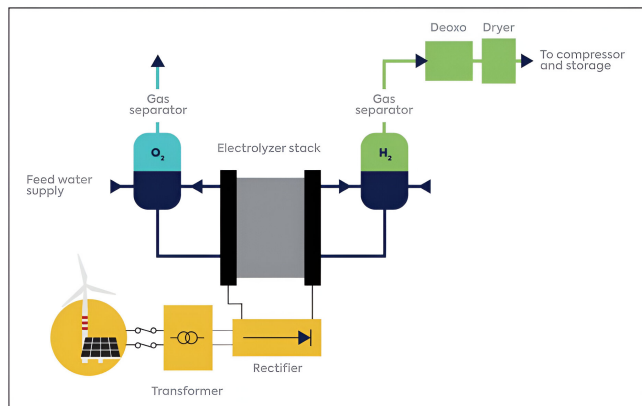 Deoxo
Dryer
To compressor
and storage
Gas
separator
Gas
separator
O₂
Electrolyzer stack
H₂
Feed water
supply
Rectifier
Transformer